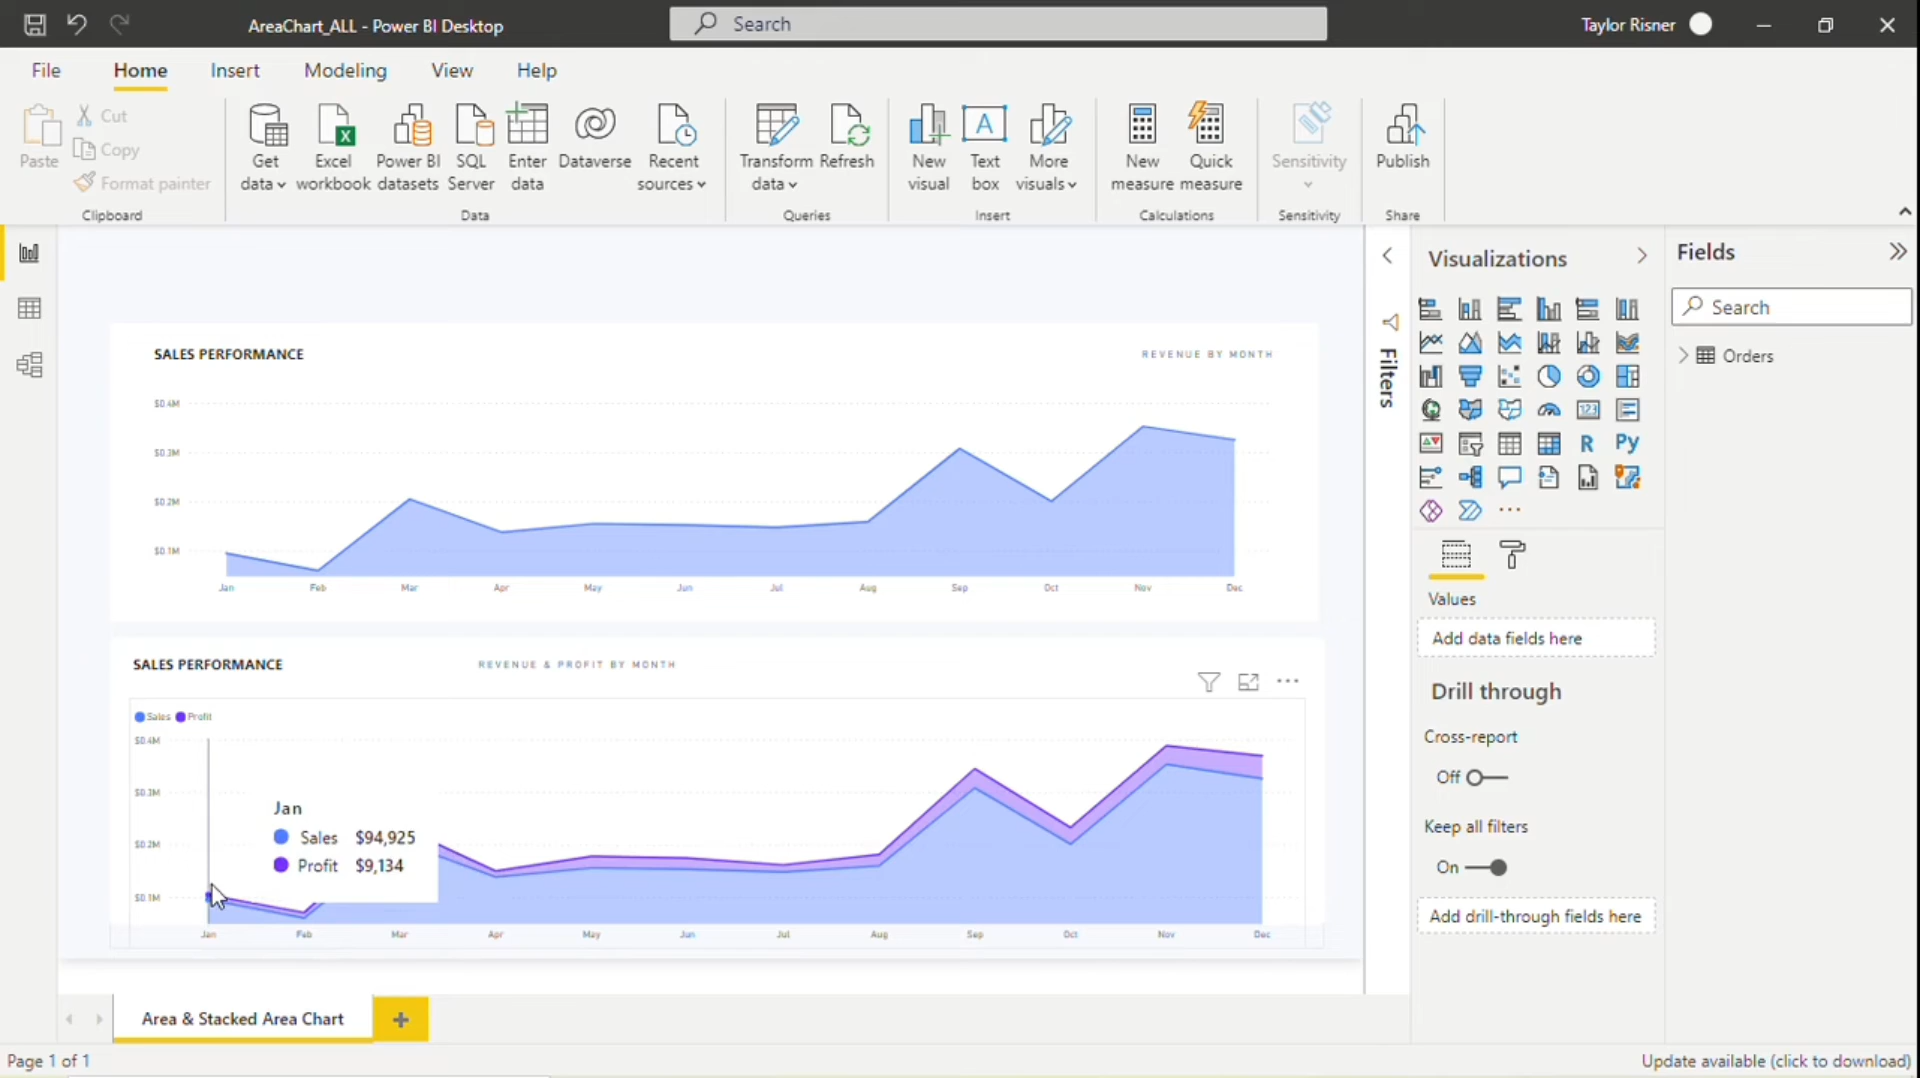 AreaChart_ALL - Power BI Desktop
Search
Taylor Risner
File
Home
Insert
Modeling
View
Help
Paste
Cut
Copy
Format painter
Clipboard
Get data
Excel workbook
Power BI datasets
SQL Server
Enter data
Dataverse
Recent sources
Data
Transform data
Refresh
Queries
New visual
A
Text box
More visuals
Insert
New measure
Quick measure
Calculations
Sensitivity
Sensitivity
Publish
Share
SALES PERFORMANCE
REVENUE BY MONTH
$0.4M
$0.3M
$0.2M
$0.1M
Jan
Feb
Mar
Apr
May
Jun
Jul
Aug
Sep
Oct
Nov
Dec
SALES PERFORMANCE
REVENUE & PROFIT BY MONTH
Sales
Profit
$0.4M
$0.3M
$0.2M
$0.1M
Jan
Sales $94,925
Profit $9,134
Jan
Feb
Mar
Apr
May
Jun
Jul
Aug
Sep
Oct
Nov
Dec
Filters
Visualizations
123
R
Py
Values
Add data fields here
Drill through
Cross-report
Off
Keep all filters
On
Add drill-through fields here
Fields
Search
Orders
Area & Stacked Area Chart
Page 1 of 1
Update available (click to download)